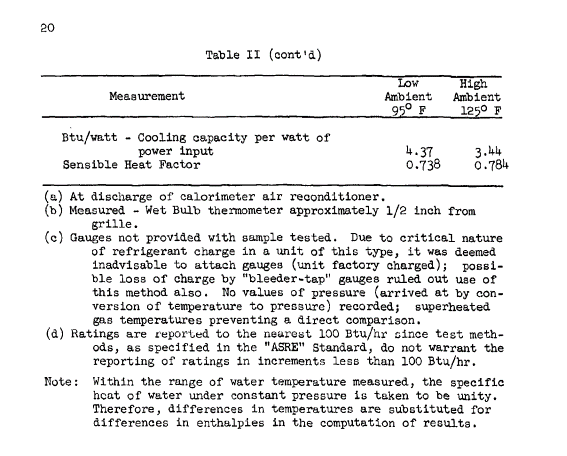 20
Table II (cont'd)
Low High
Measurement Ambient Ambient
95° F 125° F
Btu/watt - Cooling capacity per watt of
power input 4.37 3.44
Sensible Heat Factor 0.738 0.784
(a) At discharge of calorimeter air reconditioner.
(b) Measured - Wet Bulb thermometer approximately 1/2 inch from
grille.
(c) Gauges not provided with sample tested. Due to critical nature
of refrigerant charge in a unit of this type, it was deemed
inadvisable to attach gauges (unit factory charged); possi-
ble loss of charge by "bleeder-tap" gauges ruled out use of
this method also. No values of pressure (arrived at by con-
version of temperature to pressure) recorded; superheated
gas temperatures preventing a direct comparison.
(d) Ratings are reported to the nearest 100 Btu/hr since test meth-
ods, as specified in the "ASRE" Standard, do not warrant the
reporting of ratings in increments less than 100 Btu/hr.
Note: Within the range of water temperature measured, the specific
heat of water under constant pressure is taken to be unity.
Therefore, differences in temperatures are substituted for
differences in enthalpies in the computation of results.